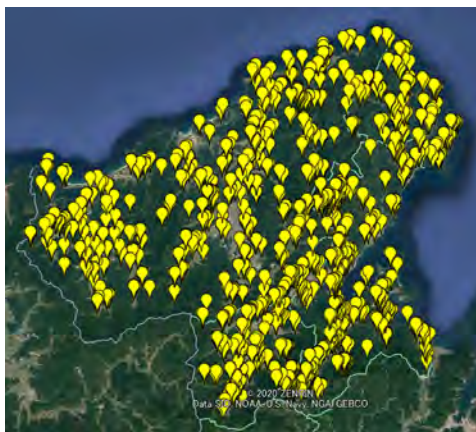 © 2020 ZENRIN
Data SIO, NOAA, U.S. Navy, NGA, GEBCO